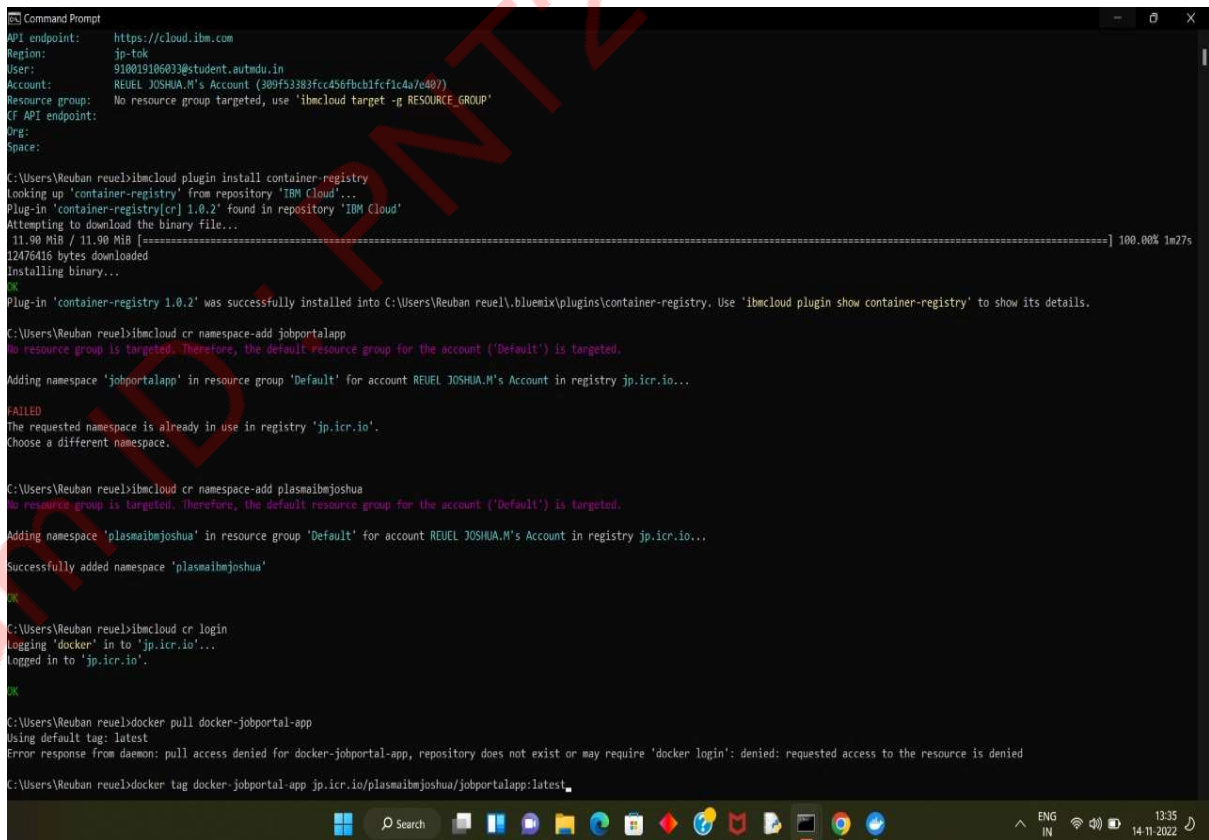 Command Prompt
API endpoint: https://cloud.ibm.com
Region: jp-tok
User: 910019106033@student.autmdu.in
Account: REUEL JOSHUA.M's Account (309f53383fcc456fbcb1fcf1c4a7e407)
Resource group: No resource group targeted, use 'ibmcloud target -g RESOURCE_GROUP'
CF API endpoint:
Org:
Space:
C:\Users\Reuban reuel>ibmcloud plugin install container-registry
Looking up 'container-registry' from repository 'IBM Cloud'...
Plug-in 'container-registry[cr] 1.0.2' found in repository 'IBM Cloud'
Attempting to download the binary file...
11.90 MiB / 11.90 MiB [=====================================================================] 100.00% 1m27s
12476416 bytes downloaded
Installing binary...
OK
Plug-in 'container-registry 1.0.2' was successfully installed into C:\Users\Reuban reuel\.bluemix\plugins\container-registry. Use 'ibmcloud plugin show container-registry' to show its details.
C:\Users\Reuban reuel>ibmcloud cr namespace-add jobportalapp
No resource group is targeted. Therefore, the default resource group for the account ('Default') is targeted.
Adding namespace 'jobportalapp' in resource group 'Default' for account REUEL JOSHUA.M's Account in registry jp.icr.io...
FAILED
The requested namespace is already in use in registry 'jp.icr.io'.
Choose a different namespace.
C:\Users\Reuban reuel>ibmcloud cr namespace-add plasmaibmjoshua
No resource group is targeted. Therefore, the default resource group for the account ('Default') is targeted.
Adding namespace 'plasmaibmjoshua' in resource group 'Default' for account REUEL JOSHUA.M's Account in registry jp.icr.io...
Successfully added namespace 'plasmaibmjoshua'
OK
C:\Users\Reuban reuel>ibmcloud cr login
Logging 'docker' in to 'jp.icr.io'...
Logged in to 'jp.icr.io'.
OK
C:\Users\Reuban reuel>docker pull docker-jobportal-app
Using default tag: latest
Error response from daemon: pull access denied for docker-jobportal-app, repository does not exist or may require 'docker login': denied: requested access to the resource is denied
C:\Users\Reuban reuel>docker tag docker-jobportal-app jp.icr.io/plasmaibmjoshua/jobportalapp:latest_
Search
ENG
IN
13:35
14-11-2022
ID: PNT2